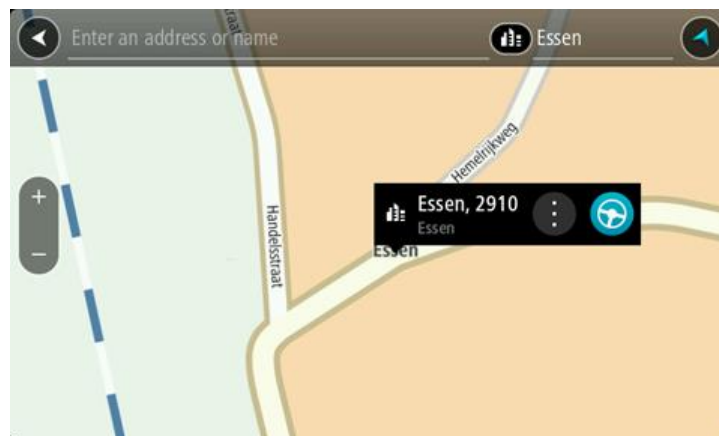 Enter an address or name
Essen
Hemelrijkweg
Handelsstraat
Essen, 2910
Essen
Essen